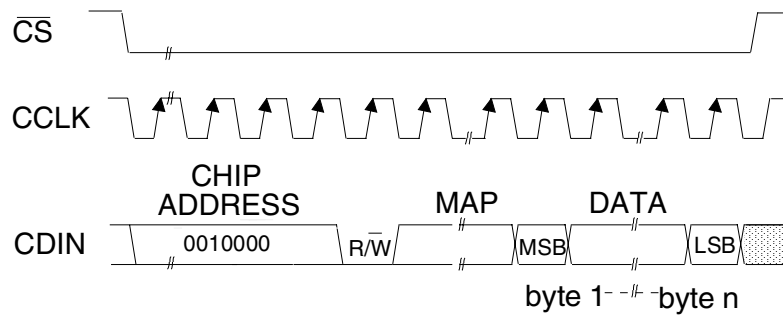 CS
CCLK
CHIP
ADDRESS
MAP
DATA
CDIN
0010000
R/W
MSB
LSB
byte 1
byte n